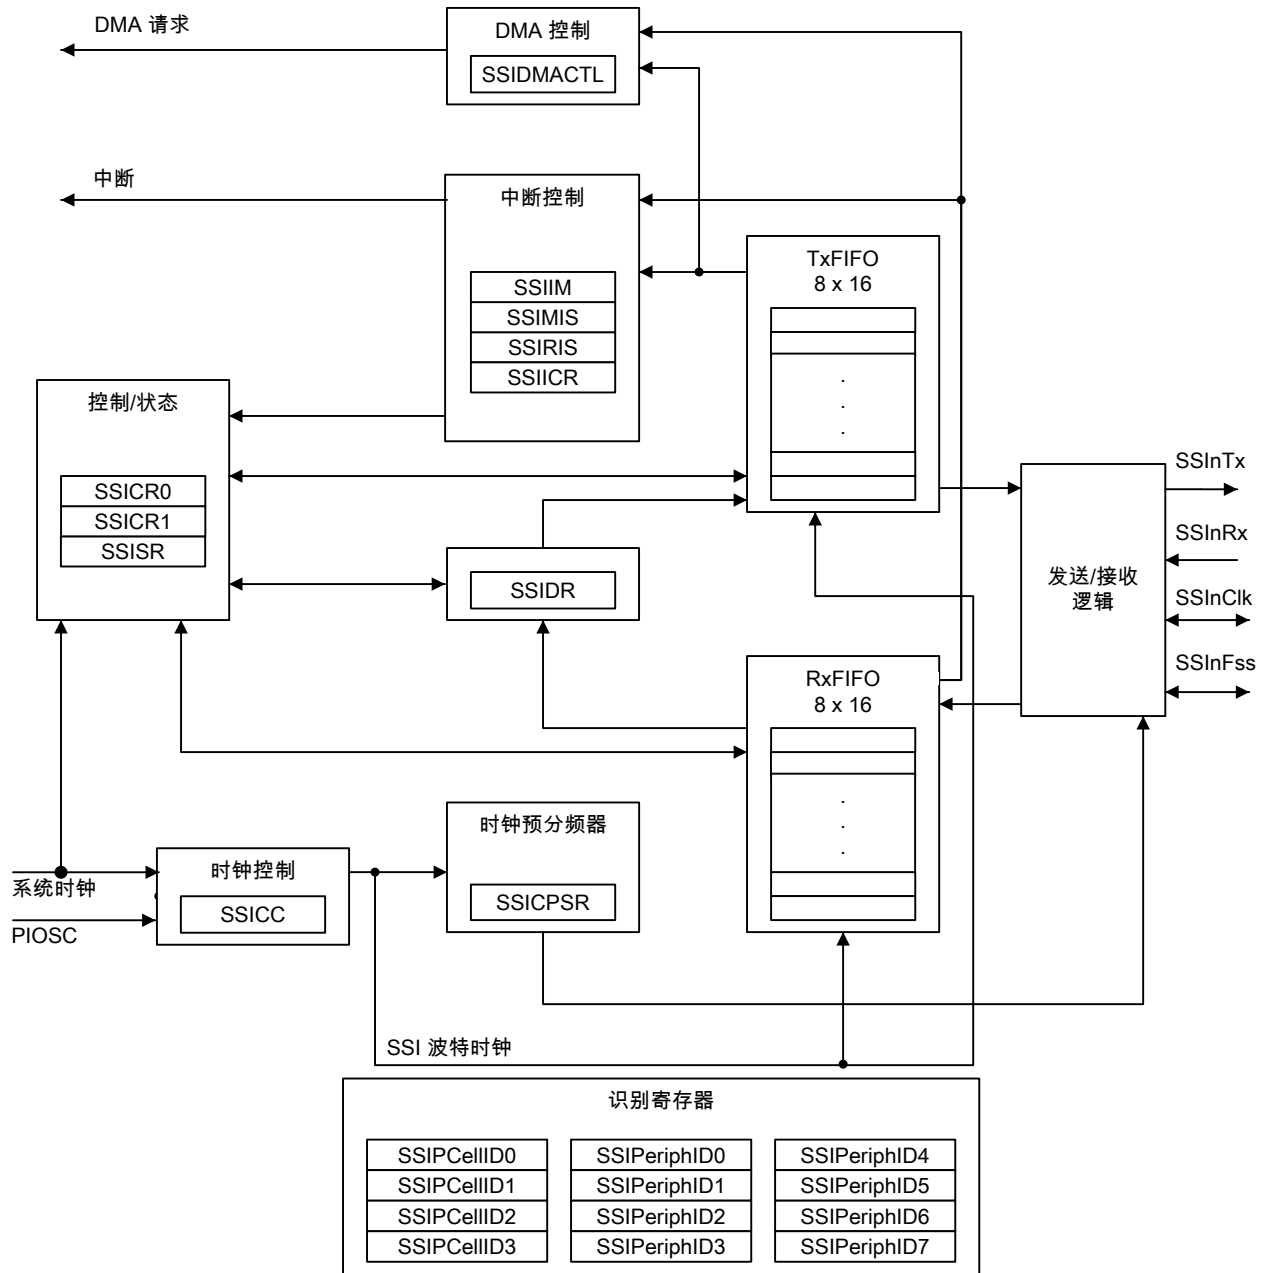 DMA 请求
DMA 控制
SSIDMACTL
中断
中断控制
SSIIM
SSIMIS
SSIRIS
SSIICR
TxFIFO
8 x 16
控制/状态
SSICR0
SSICR1
SSISR
SSIDR
发送/接收
逻辑
SSInTx
SSInRx
SSInClk
SSInFss
RxFIFO
8 x 16
时钟预分频器
SSICPSR
系统时钟
PIOSC
时钟控制
SSICC
SSI 波特时钟
识别寄存器
SSIPCellID0
SSIPCellID1
SSIPCellID2
SSIPCellID3
SSIPeriphID0
SSIPeriphID1
SSIPeriphID2
SSIPeriphID3
SSIPeriphID4
SSIPeriphID5
SSIPeriphID6
SSIPeriphID7